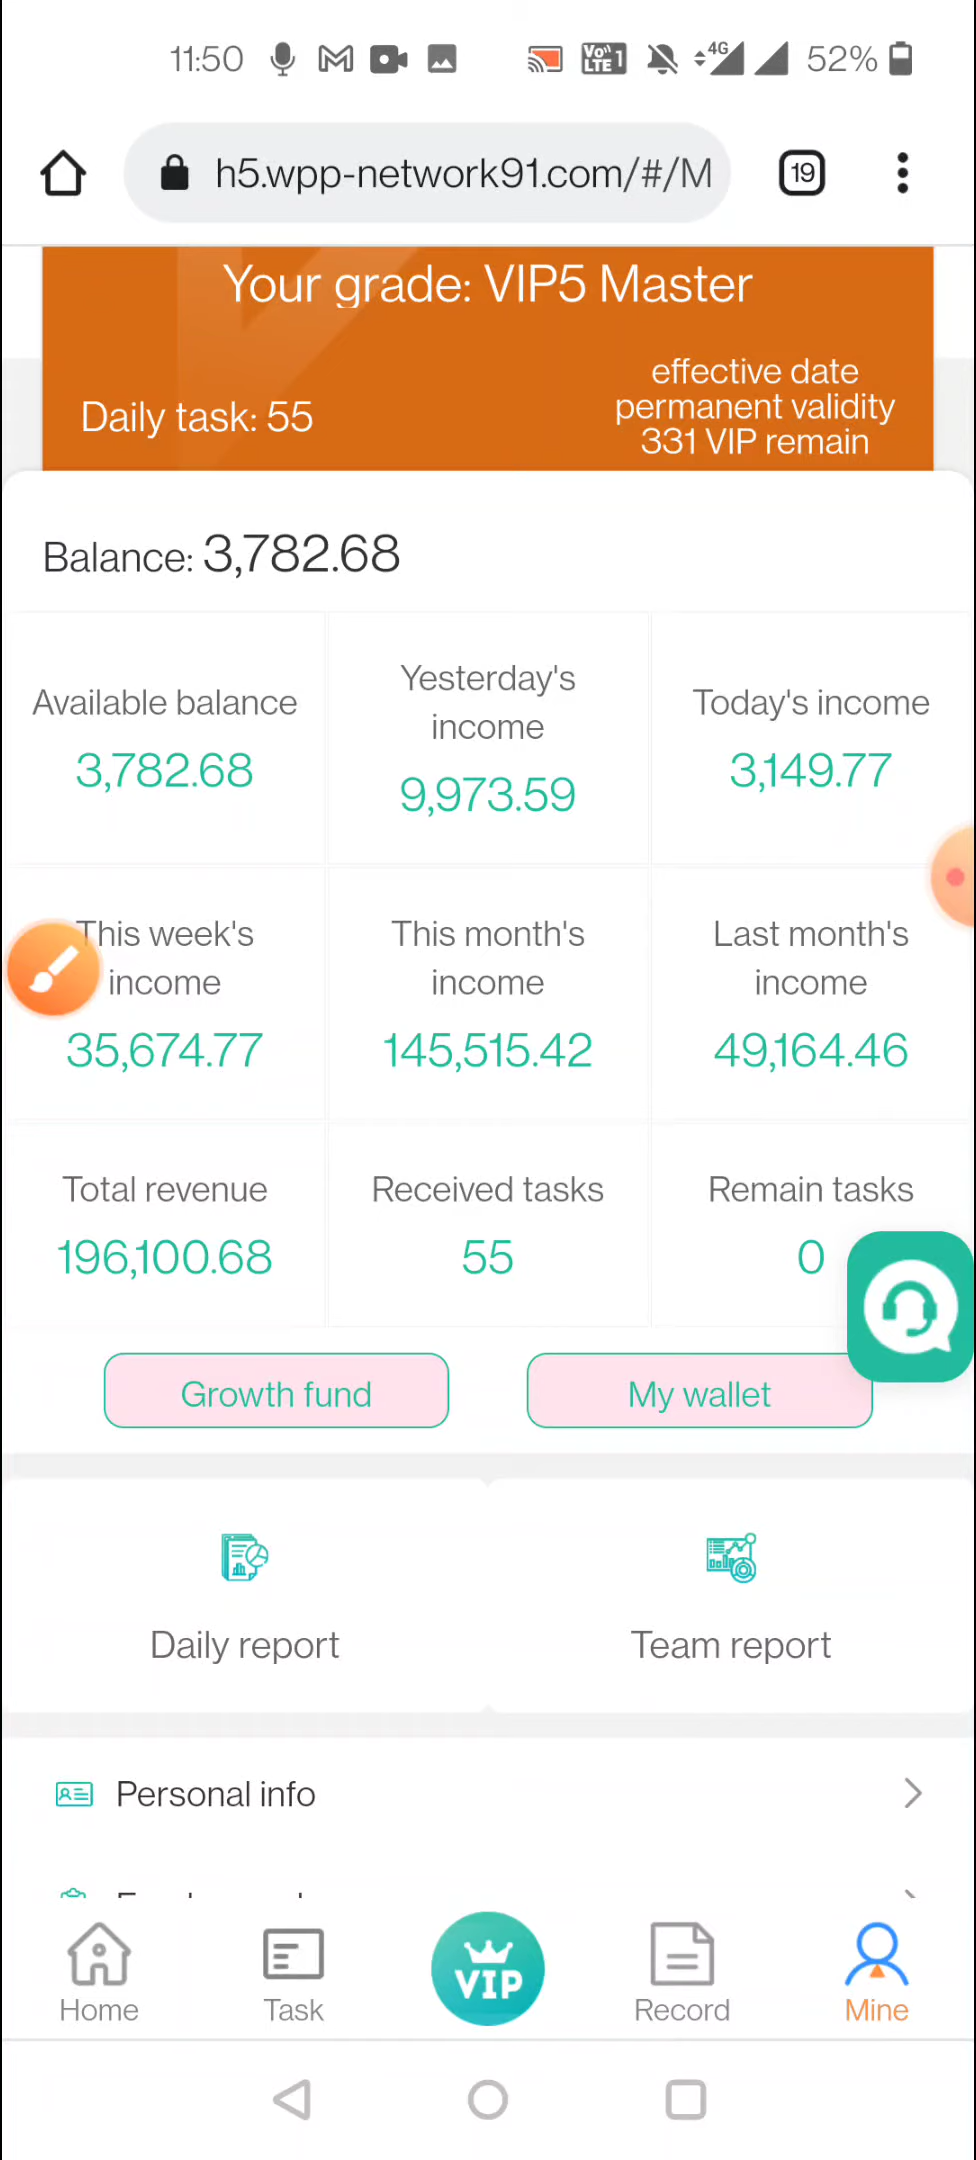 11:50
Vo)) LTE 1
4G
52%
h5.wpp-network91.com/#/M
19
Your grade: VIP5 Master
effective date
Daily task: 55
permanent validity
331 VIP remain
Balance: 3,782.68
Available balance
3,782.68
Yesterday's
income
9,973.59
Today's income
3,149.77
This week's
income
35,674.77
This month's
income
145,515.42
Last month's
income
49,164.46
Total revenue
196,100.68
Received tasks
55
Remain tasks
0
Growth fund
My wallet
Daily report
Team report
Personal info
Home
Task
VIP
Record
Mine